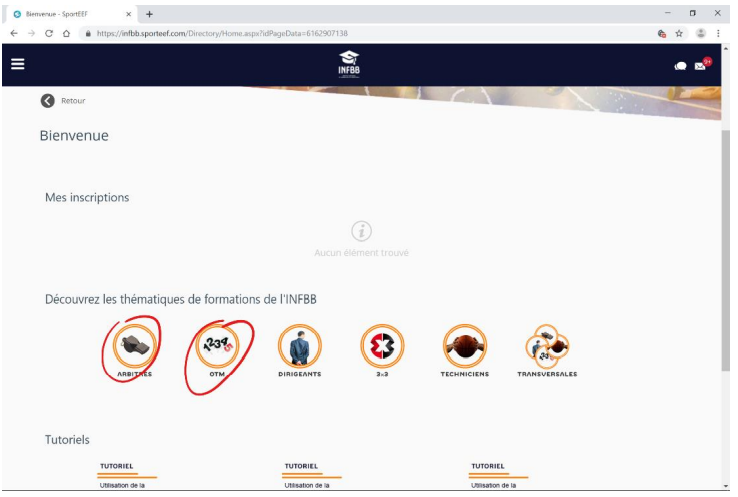 Bienvenue - SportEEF
https://infbb.sporteef.com/Directory/Home.aspx?idPageData=6162907138
INFBB
Retour
Bienvenue
Mes inscriptions
Aucun élément trouvé
Découvrez les thématiques de formations de l'INFBB
1234
ARBITRES OTM DIRIGEANTS 3x3 TECHNICIENS TRANSVERSALES
Tutoriels
TUTORIEL TUTORIEL TUTORIEL
Utilisation de la Utilisation de la Utilisation de la